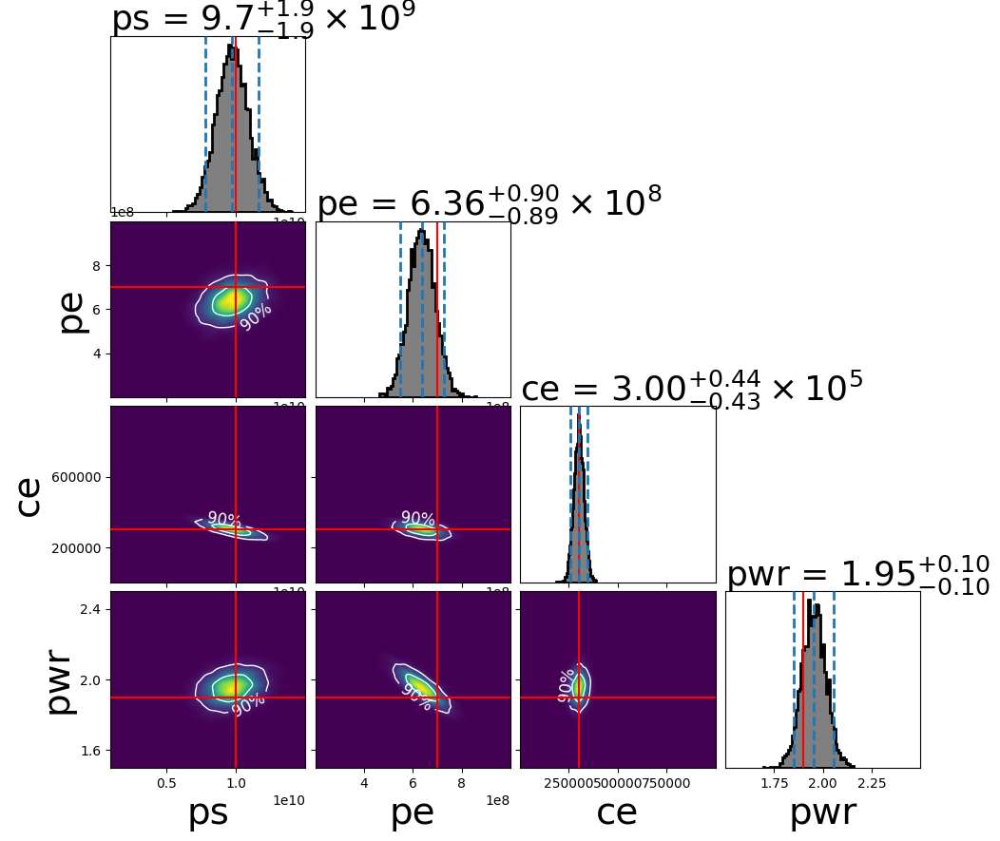 ps = 9.7+1.9−1.9 × 10^9
1e8
1e10
pe = 6.36+0.90−0.89 × 10^8
8
6
4
pe
90%
1e10
1e8
ce = 3.00+0.44−0.43 × 10^5
600000
200000
ce
90%
90%
1e10
1e8
pwr = 1.95+0.10−0.10
2.4
2.0
1.6
pwr
90%
90%
90%
0.5 1.0 4 6 8 250000 500000 750000 1.75 2.00 2.25
1e10 1e8
ps pe ce pwr